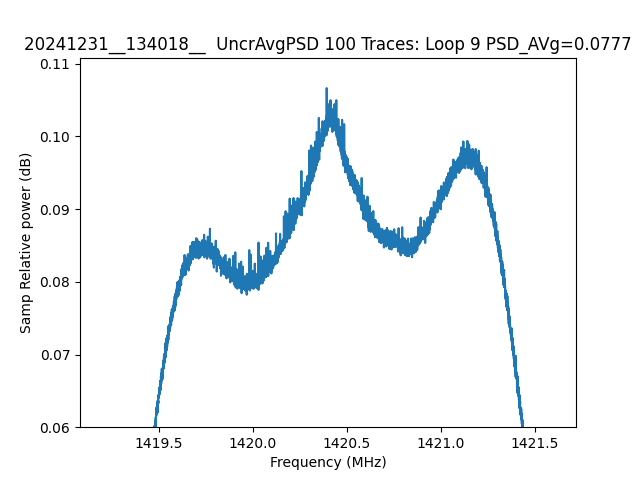 20241231__134018__  UncrAvgPSD 100 Traces: Loop 9 PSD_AVg=0.0777
0.11
0.10
0.09
0.08
0.07
0.06
Samp Relative power (dB)
1419.5 1420.0 1420.5 1421.0 1421.5
Frequency (MHz)